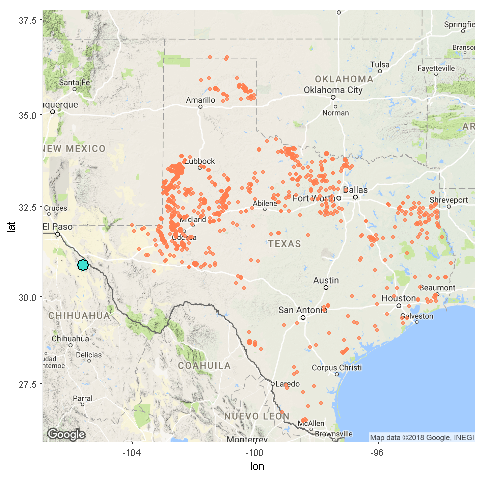 37.5
35.0
32.5
30.0
27.5
lat
Springfie
Branson
Tulsa
Fayetteville
OKLAHOMA
Santa Fe
Oklahoma City
Amarillo
Norman
NEW MEXICO
AR
Lubbock
Dallas
Shreveport
Abilene
Fort Worth
Cruces
El Paso
Midland
Odessa
TEXAS
Austin
Beaumont
Houston
San Antonio
Galveston
CHIHUAHUA
Chihuahua
Delicias
COAHUILA
Corpus Christi
Laredo
Parral
NUEVO LEON
McAllen
Brownsville
Monterrey
Google
Map data ©2018 Google, INEGI
-104
-100
-96
lon